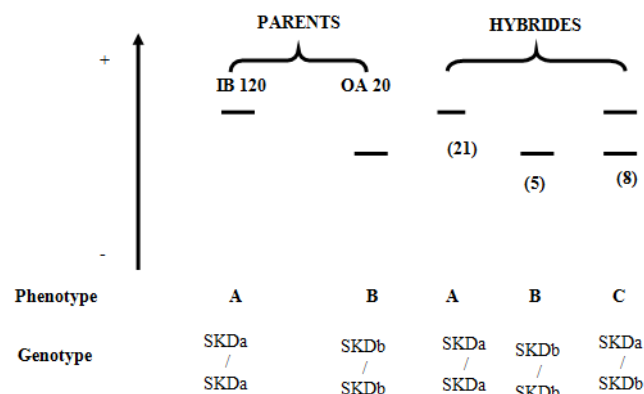 PARENTS HYBRIDES
+
IB 120 OA 20
(21)
(5) (8)
-
Phenotype A B A B C
Genotype
SKDa SKDb SKDa SKDb SKDa
/ / / / /
SKDa SKDb SKDa SKDb SKDb